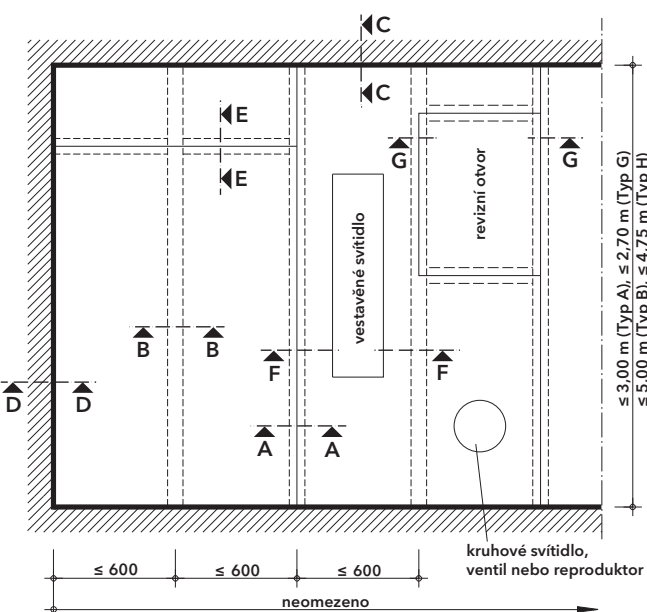 C
C
E
E
G
G
revizní otvor
vestavěné svítidlo
B
B
F
F
D
D
A
A
≤ 3,00 m (Typ A), ≤ 2,70 m (Typ G)
≤ 5,00 m (Typ B), ≤ 4,75 m (Typ H)
kruhové svítidlo,
ventil nebo reproduktor
≤ 600
≤ 600
≤ 600
neomezeno